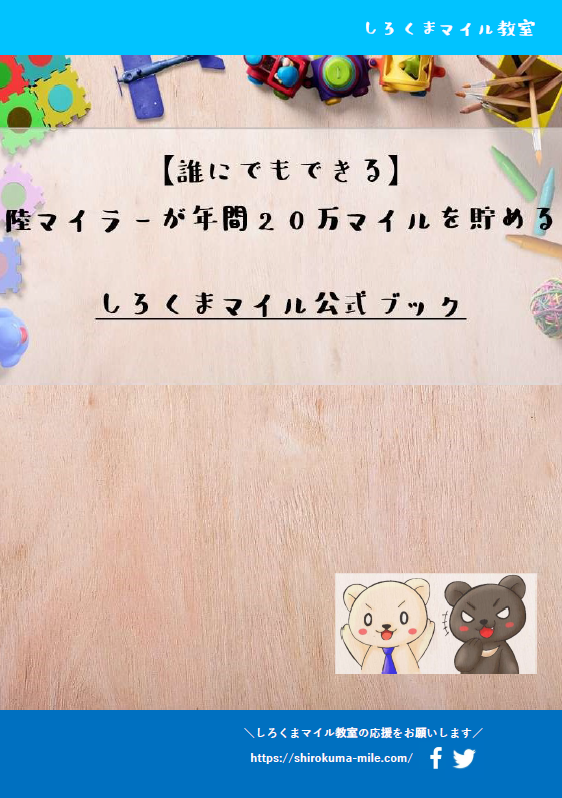 しろくまマイル教室
【誰にでもできる】
陸マイラーが年間２０万マイルを貯める
しろくまマイル公式ブック
＼しろくまマイル教室の応援をお願いします／
https://shirokuma-mile.com/